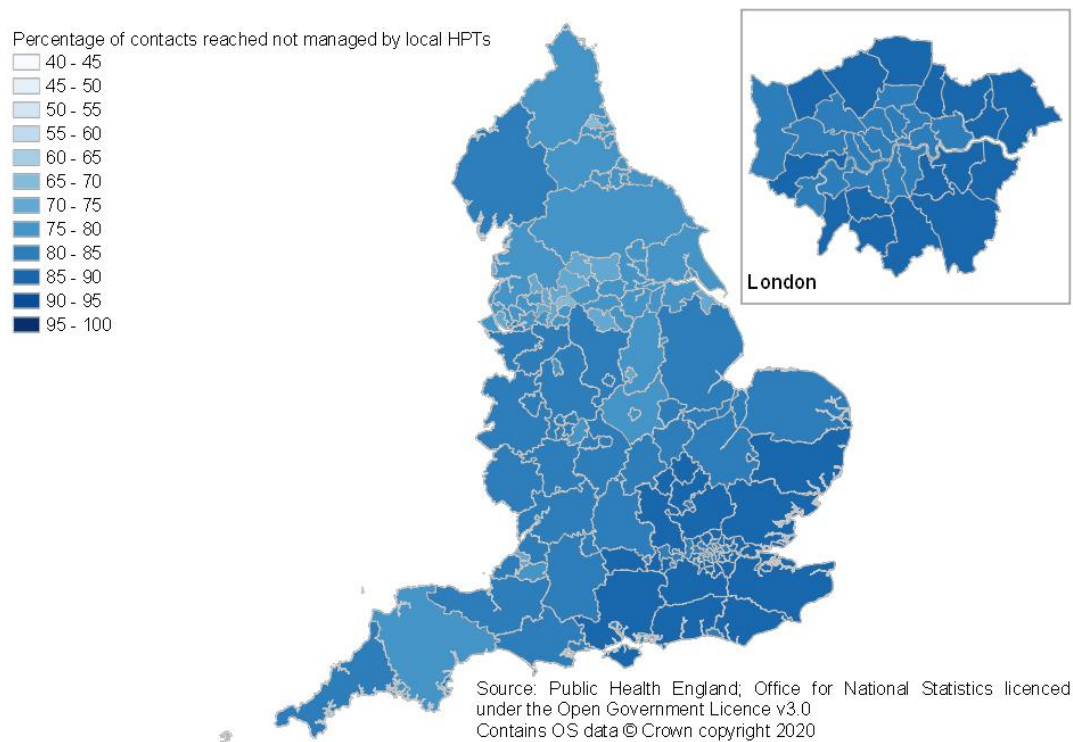 Percentage of contacts reached not managed by local HPTs
40 - 45
45 - 50
50 - 55
55 - 60
60 - 65
65 - 70
70 - 75
75 - 80
80 - 85
85 - 90
90 - 95
95 - 100
London
Source: Public Health England; Office for National Statistics licenced
under the Open Government Licence v3.0
Contains OS data © Crown copyright 2020